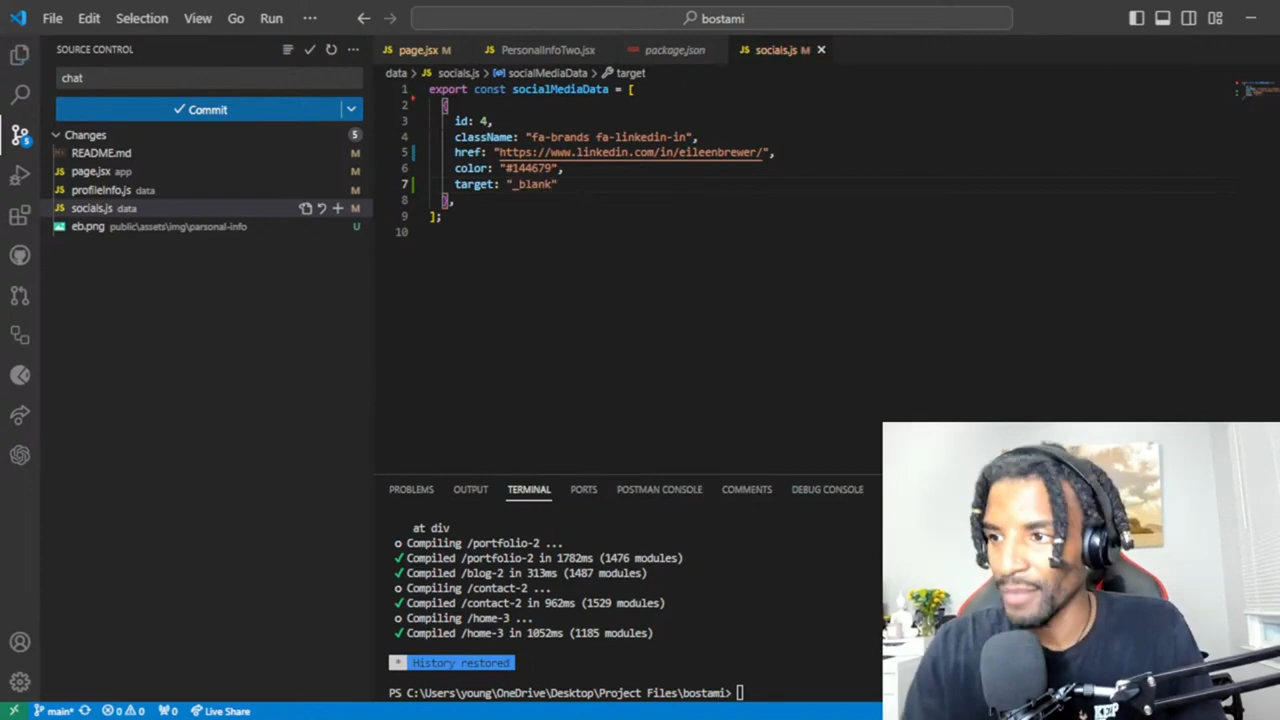 File Edit Selection View Go Run ··· bostami
SOURCE CONTROL
chat
Commit
Changes 5
README.md M
page.jsx app M
profileInfo.js data M
socials.js data M
eb.png public\assets\img\parsonal-info U
page.jsx M PersonalInfoTwo.jsx package.json socials.js M
data > socials.js > socialMediaData > target
1 export const socialMediaData = [
2 {
3 id: 4,
4 className: "fa-brands fa-linkedin-in",
5 href: "https://www.linkedin.com/in/eileenbrewer/",
6 color: "#144679",
7 target: "_blank"
8 },
9 ];
10
PROBLEMS OUTPUT TERMINAL PORTS POSTMAN CONSOLE COMMENTS DEBUG CONSOLE
at div
○ Compiling /portfolio-2 ...
✓ Compiled /portfolio-2 in 1782ms (1476 modules)
✓ Compiled /blog-2 in 313ms (1487 modules)
○ Compiling /contact-2 ...
✓ Compiled /contact-2 in 962ms (1529 modules)
○ Compiling /home-3 ...
✓ Compiled /home-3 in 1052ms (1185 modules)
* History restored
PS C:\Users\young\OneDrive\Desktop\Project Files\bostami>
main* 0 0 0 Live Share